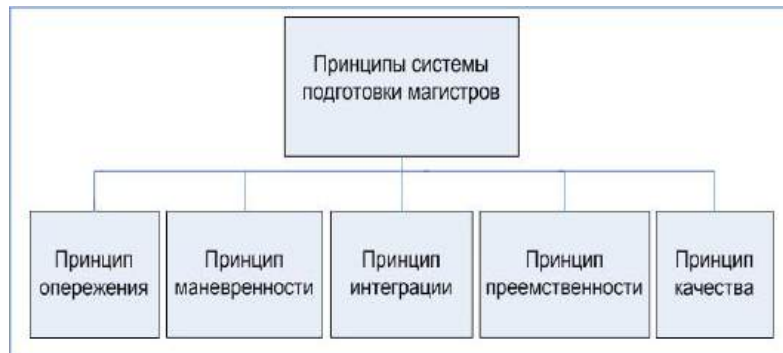 Принципы системы
подготовки магистров
Принцип
опережения
Принцип
маневренности
Принцип
интеграции
Принцип
преемственности
Принцип
качества